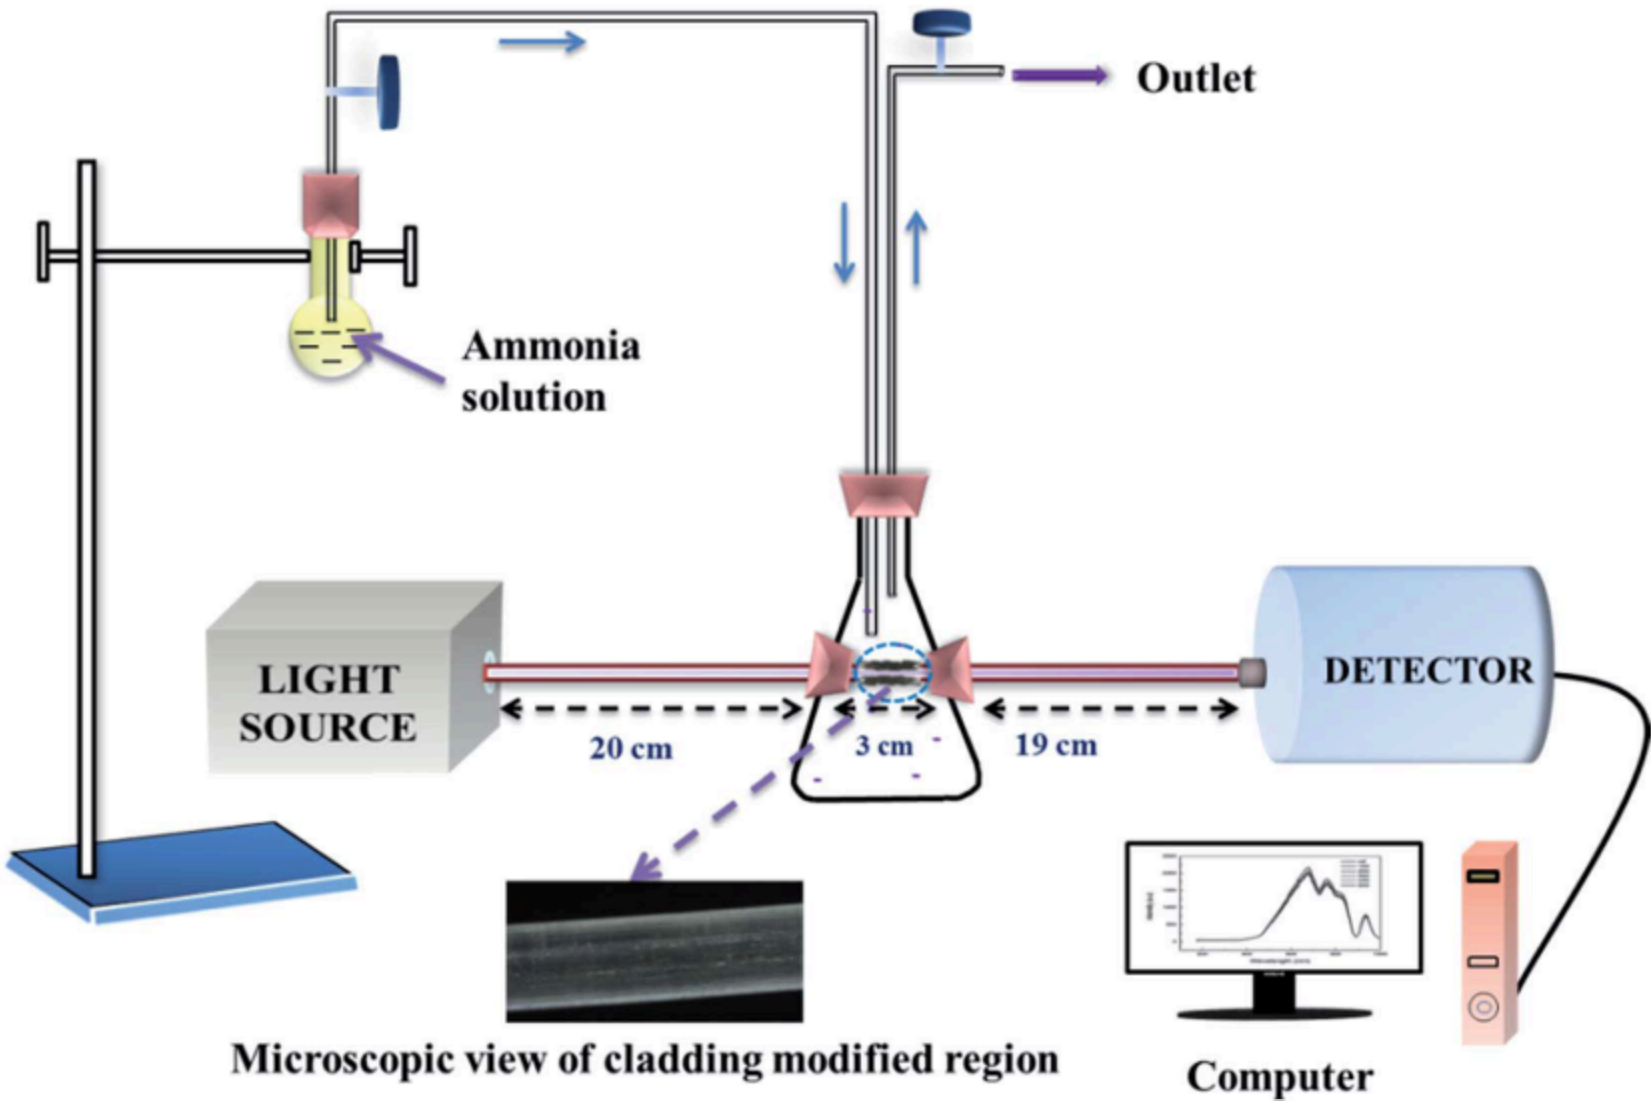 Outlet
Ammonia
solution
LIGHT
SOURCE
DETECTOR
20 cm
3 cm
19 cm
Microscopic view of cladding modified region
Computer